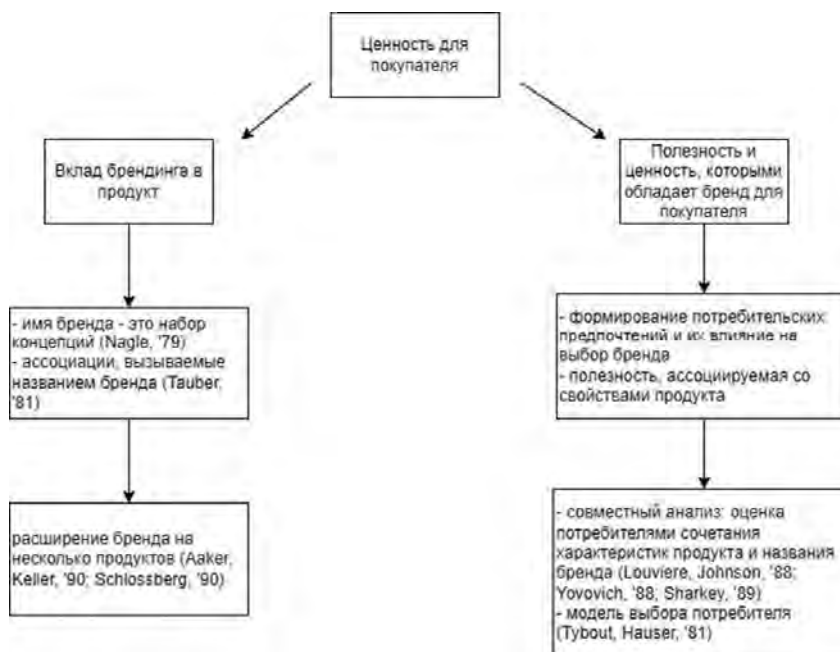 Ценность для
покупателя
Вклад брендинга в
продукт
Полезность и
ценность, которыми
обладает бренд для
покупателя
- имя бренда - это набор
концепций (Nagle, '79)
- ассоциации, вызываемые
названием бренда (Tauber,
'81)
- формирование потребительских
предпочтений и их влияние на
выбор бренда
- полезность, ассоциируемая со
свойствами продукта
расширение бренда на
несколько продуктов (Aaker,
Keller, '90; Schlossberg, '90)
- совместный анализ: оценка
потребителями сочетания
характеристик продукта и названия
бренда (Louviere, Johnson, '88;
Yovovich, '88; Sharkey, '89)
- модель выбора потребителя
(Tybout, Hauser, '81)